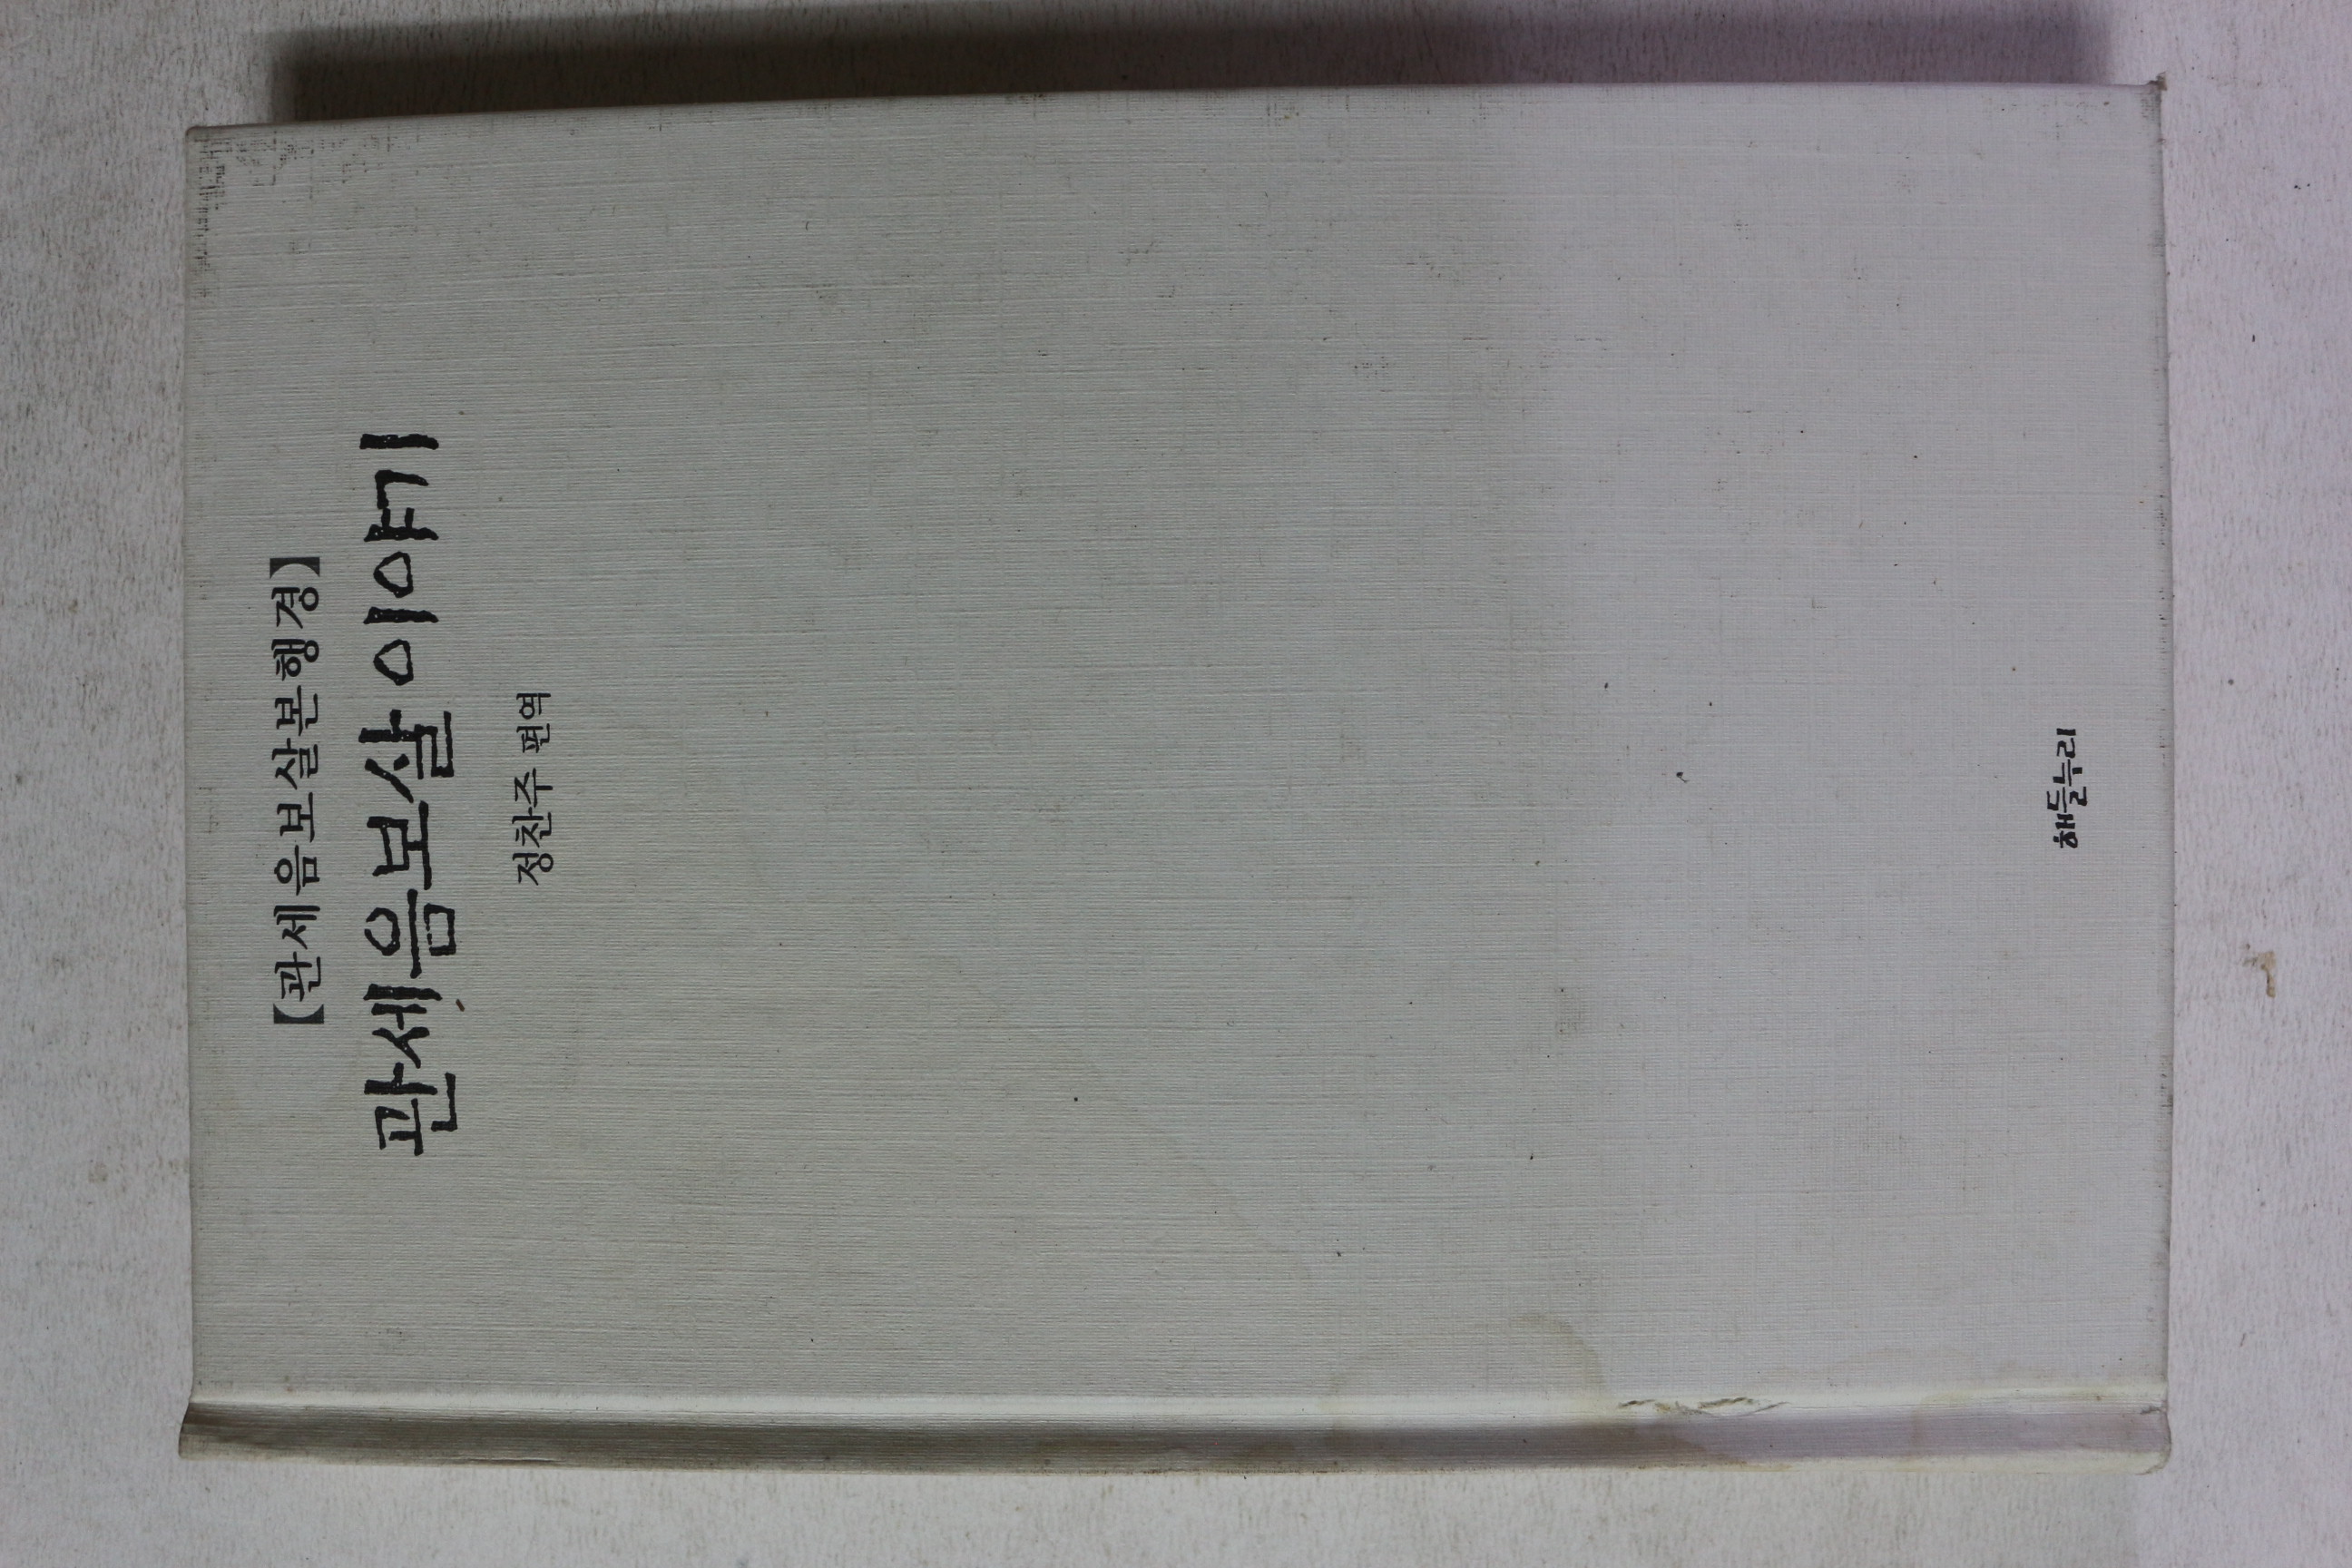 【관세음보살본행경】
관세음보살 이야기
정찬주 편역
해들누리